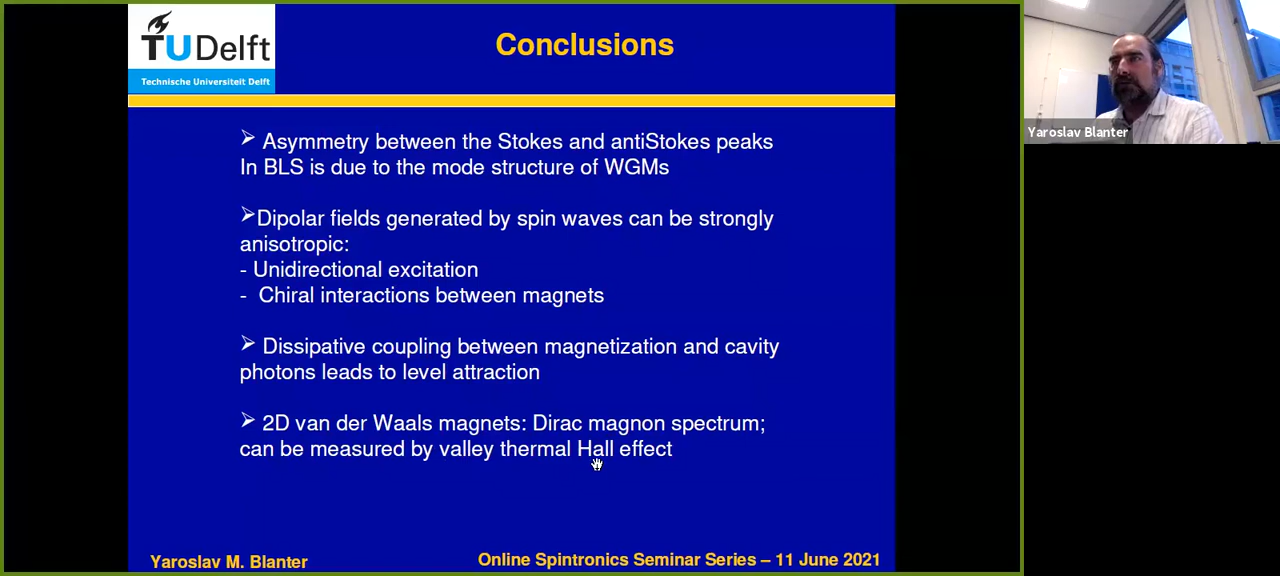 TU Delft
Technische Universiteit Delft
Conclusions
➢ Asymmetry between the Stokes and antiStokes peaks
In BLS is due to the mode structure of WGMs
➢Dipolar fields generated by spin waves can be strongly
anisotropic:
- Unidirectional excitation
- Chiral interactions between magnets
➢ Dissipative coupling between magnetization and cavity
photons leads to level attraction
➢ 2D van der Waals magnets: Dirac magnon spectrum;
can be measured by valley thermal Hall effect
Yaroslav M. Blanter
Online Spintronics Seminar Series – 11 June 2021
Yaroslav Blanter